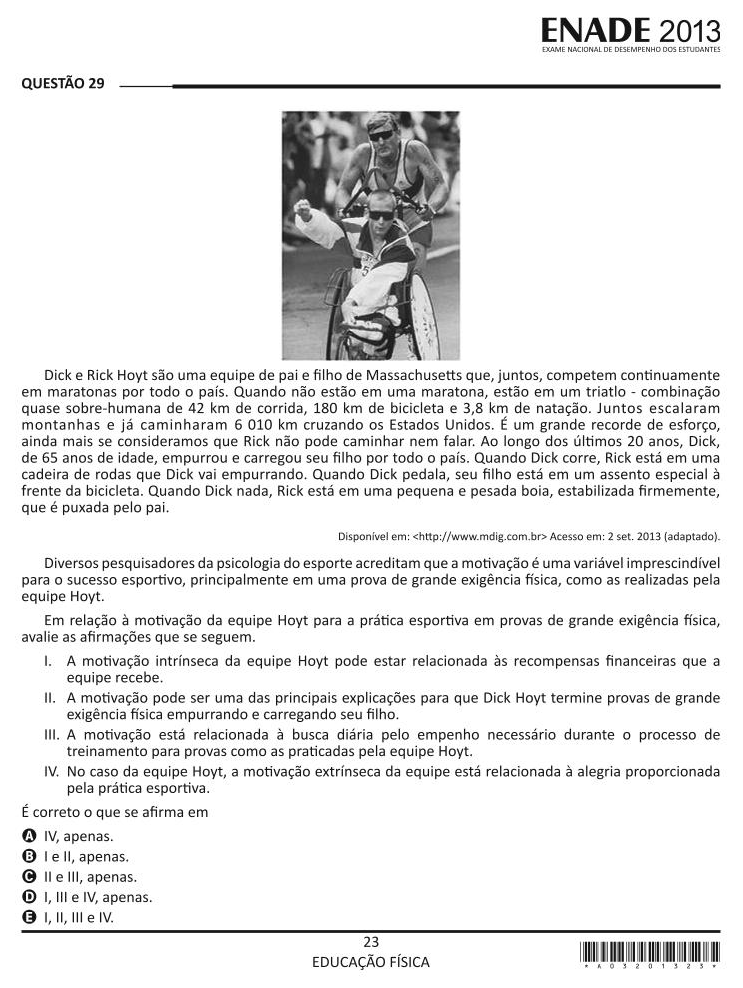 ENADE 2013
EXAME NACIONAL DE DESEMPENHO DOS ESTUDANTES
QUESTÃO 29
5
Dick e Rick Hoyt são uma equipe de pai e filho de Massachusetts que, juntos, competem continuamente
em maratonas por todo o país. Quando não estão em uma maratona, estão em um triatlo - combinação
quase sobre-humana de 42 km de corrida, 180 km de bicicleta e 3,8 km de natação. Juntos escalaram
montanhas e já caminharam 6 010 km cruzando os Estados Unidos. É um grande recorde de esforço,
ainda mais se consideramos que Rick não pode caminhar nem falar. Ao longo dos últimos 20 anos, Dick,
de 65 anos de idade, empurrou e carregou seu filho por todo o país. Quando Dick corre, Rick está em uma
cadeira de rodas que Dick vai empurrando. Quando Dick pedala, seu filho está em um assento especial à
frente da bicicleta. Quando Dick nada, Rick está em uma pequena e pesada boia, estabilizada firmemente,
que é puxada pelo pai.
Disponível em: <http://www.mdig.com.br> Acesso em: 2 set. 2013 (adaptado).
Diversos pesquisadores da psicologia do esporte acreditam que a motivação é uma variável imprescindível
para o sucesso esportivo, principalmente em uma prova de grande exigência física, como as realizadas pela
equipe Hoyt.
Em relação à motivação da equipe Hoyt para a prática esportiva em provas de grande exigência física,
avalie as afirmações que se seguem.
I. A motivação intrínseca da equipe Hoyt pode estar relacionada às recompensas financeiras que a
equipe recebe.
II. A motivação pode ser uma das principais explicações para que Dick Hoyt termine provas de grande
exigência física empurrando e carregando seu filho.
III. A motivação está relacionada à busca diária pelo empenho necessário durante o processo de
treinamento para provas como as praticadas pela equipe Hoyt.
IV. No caso da equipe Hoyt, a motivação extrínseca da equipe está relacionada à alegria proporcionada
pela prática esportiva.
É correto o que se afirma em
A IV, apenas.
B I e II, apenas.
C II e III, apenas.
D I, III e IV, apenas.
E I, II, III e IV.
23
EDUCAÇÃO FÍSICA
* A 0 3 2 0 1 3 2 3 *